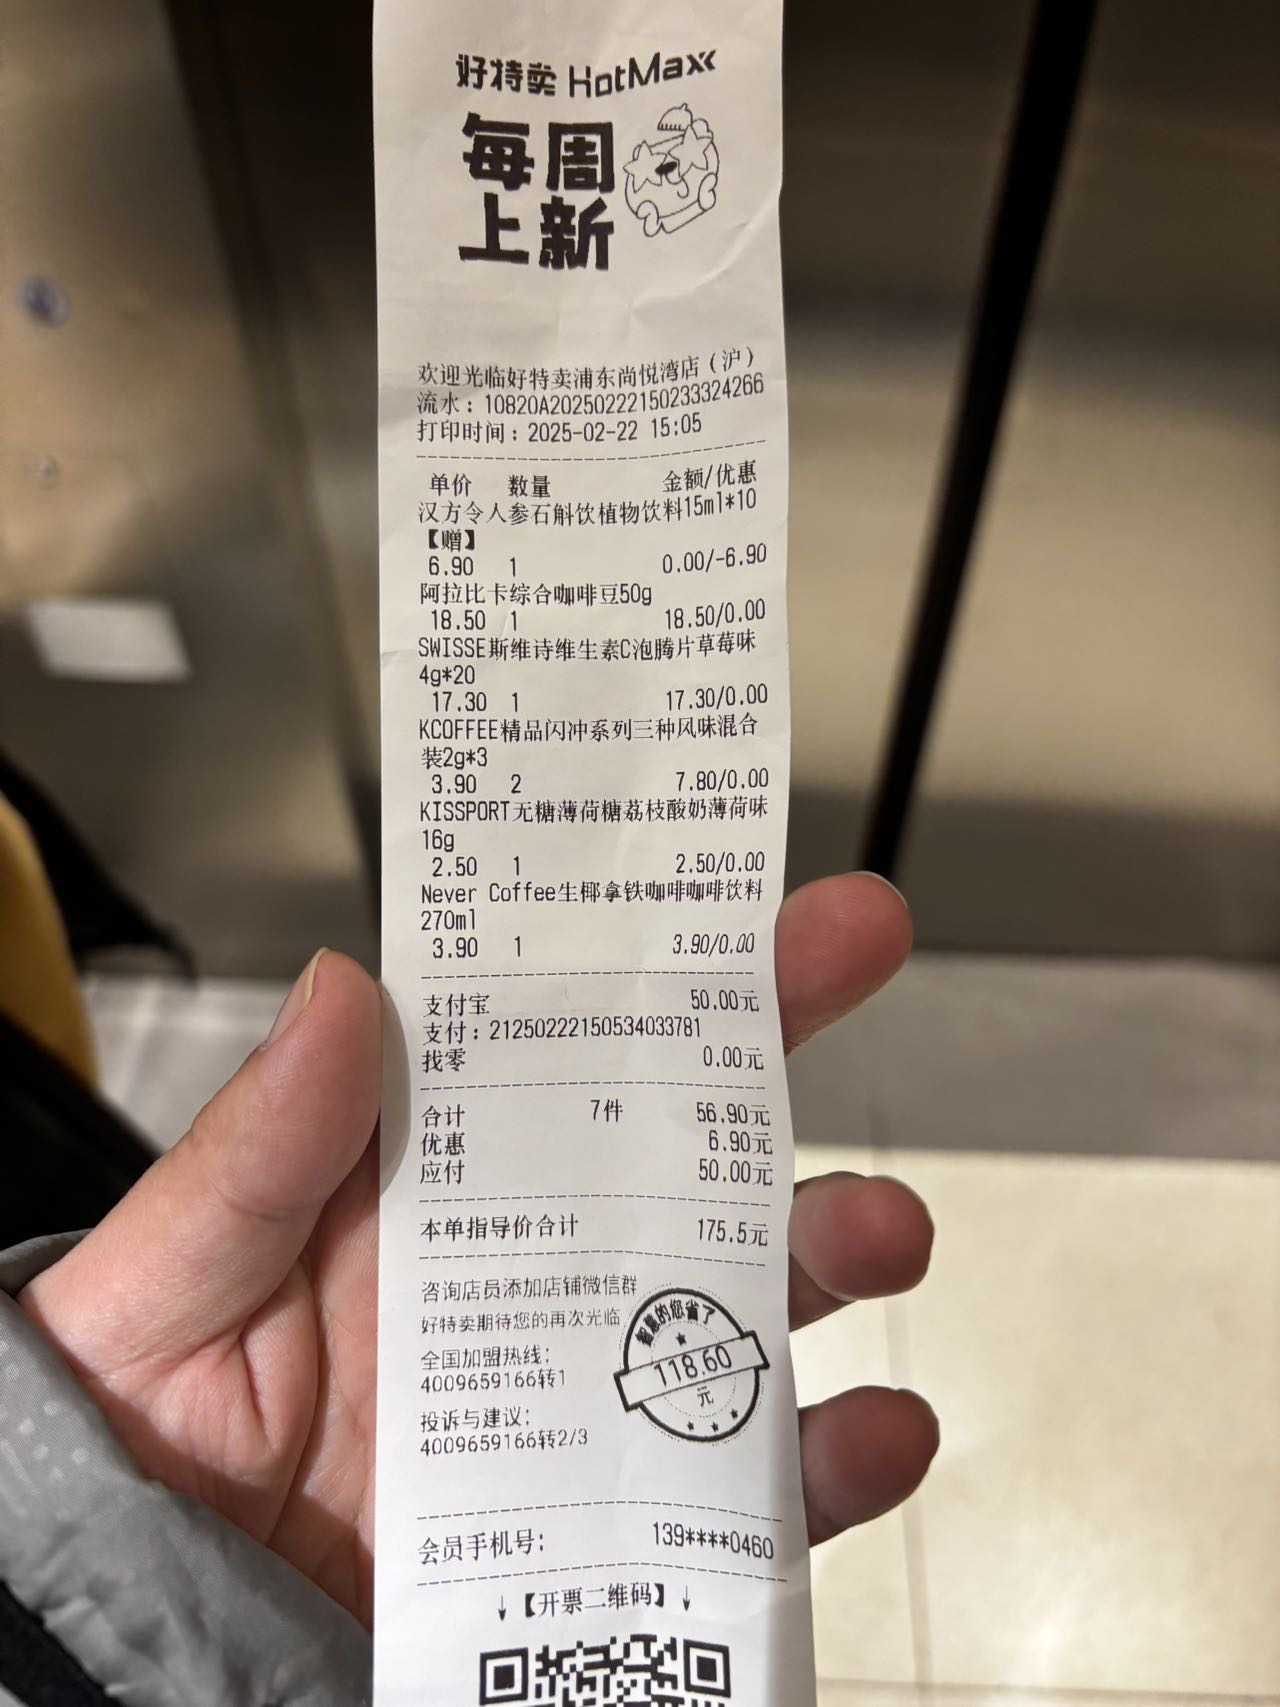 好特卖 HotMaxx
每周
上新
欢迎光临好特卖浦东尚悦湾店(沪)
流水:10820A20250222150233324266
打印时间:2025-02-22 15:05
单价 数量 金额/优惠
汉方令人参石斛饮植物饮料15ml*10
【赠】
6.90 1 0.00/-6.90
阿拉比卡综合咖啡豆50g
18.50 1 18.50/0.00
SWISSE斯维诗维生素C泡腾片草莓味
4g*20
17.30 1 17.30/0.00
KCOFFEE精品闪冲系列三种风味混合
装2g*3
3.90 2 7.80/0.00
KISSPORT无糖薄荷糖荔枝酸奶薄荷味
16g
2.50 1 2.50/0.00
Never Coffee生椰拿铁咖啡咖啡饮料
270ml
3.90 1 3.90/0.00
支付宝 50.00元
支付:21250222150534033781
找零 0.00元
合计 7件 56.90元
优惠 6.90元
应付 50.00元
本单指导价合计 175.5元
咨询店员添加店铺微信群
好特卖期待您的再次光临
智慧的您省了
118.60
元
全国加盟热线:
4009659166转1
投诉与建议:
4009659166转2/3
会员手机号: 139****0460
↓【开票二维码】↓